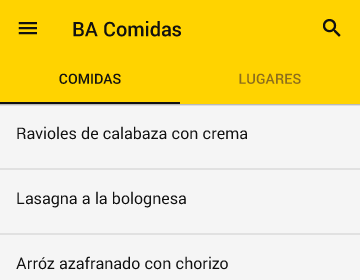 BA Comidas
COMIDAS LUGARES
Ravioles de calabaza con crema
Lasagna a la bolognesa
Arróz azafranado con chorizo